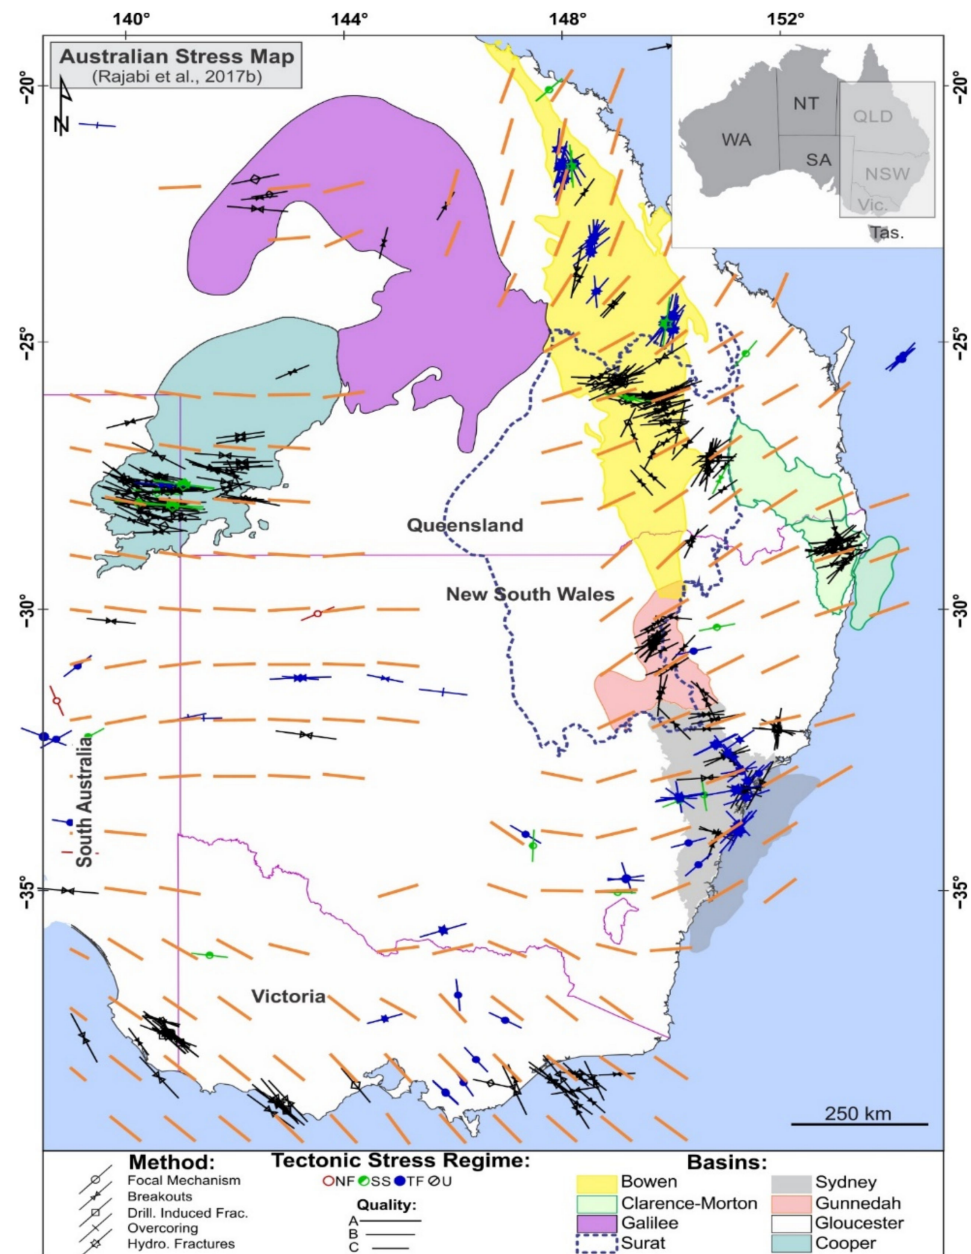 140°
144°
148°
152°
Australian Stress Map
(Rajabi et al., 2017b)
-20°
-20°
N
NT
QLD
WA
SA
NSW
Vic.
Tas.
-25°
-25°
Queensland
New South Wales
-30°
-30°
South Australia
-35°
-35°
Victoria
250 km
Method:
Focal Mechanism
Breakouts
Drill. Induced Frac.
Overcoring
Hydro. Fractures
Tectonic Stress Regime:
NF SS TF U
Quality:
A
B
C
Basins:
Bowen
Clarence-Morton
Galilee
Surat
Sydney
Gunnedah
Gloucester
Cooper